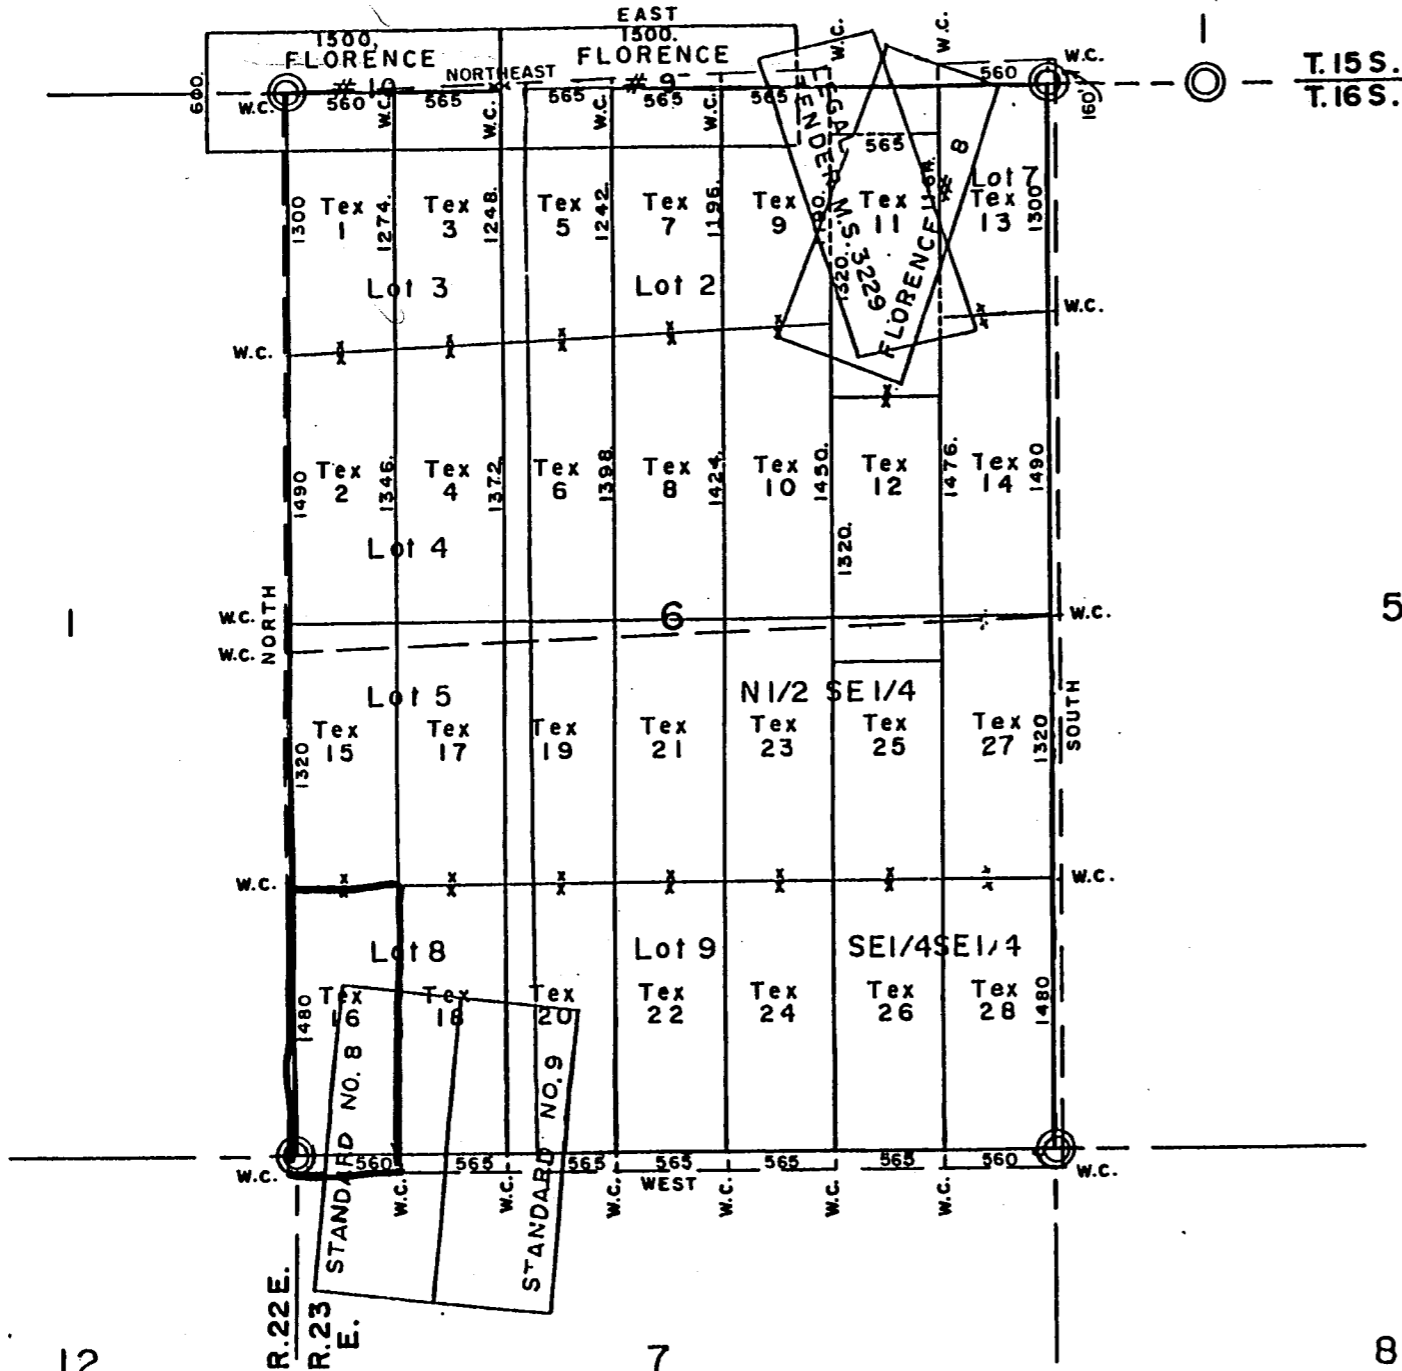 EAST
1500.
1500.
FLORENCE
# 10
FLORENCE
# 9
NORTHEAST
600.
W.C.
560
565
565
565
565
560
W.C.
W.C.
W.C.
W.C.
W.C.
W.C.
W.C.
160.
T. 15 S.
T. 16 S.
565
LEGAL TENDER M.S. 3229
FLORENCE # 8
Lot 7
1300
Tex 1
1274.
Tex 3
1248.
Tex 5
1242.
Tex 7
1196.
Tex 9
Tex 11
Tex 13
1300
1320.
Lot 3
Lot 2
W.C.
W.C.
1490
Tex 2
1346.
Tex 4
1372.
Tex 6
1398.
Tex 8
1424.
Tex 10
1450.
Tex 12
1476.
Tex 14
1490
Lot 4
1320.
1
W.C.
NORTH
6
W.C.
5
W.C.
Lot 5
N1/2 SE1/4
SOUTH
1320
Tex 15
Tex 17
Tex 19
Tex 21
Tex 23
Tex 25
Tex 27
1320
W.C.
W.C.
Lot 8
Lot 9
SE1/4SE1/4
1480
Tex 16
Tex 18
Tex 20
Tex 22
Tex 24
Tex 26
Tex 28
1480
STANDARD NO. 8
STANDARD NO. 9
W.C.
560
565
565
565
565
565
560
W.C.
WEST
W.C.
W.C.
W.C.
W.C.
W.C.
W.C.
R.22E.
R.23 E.
12
7
8